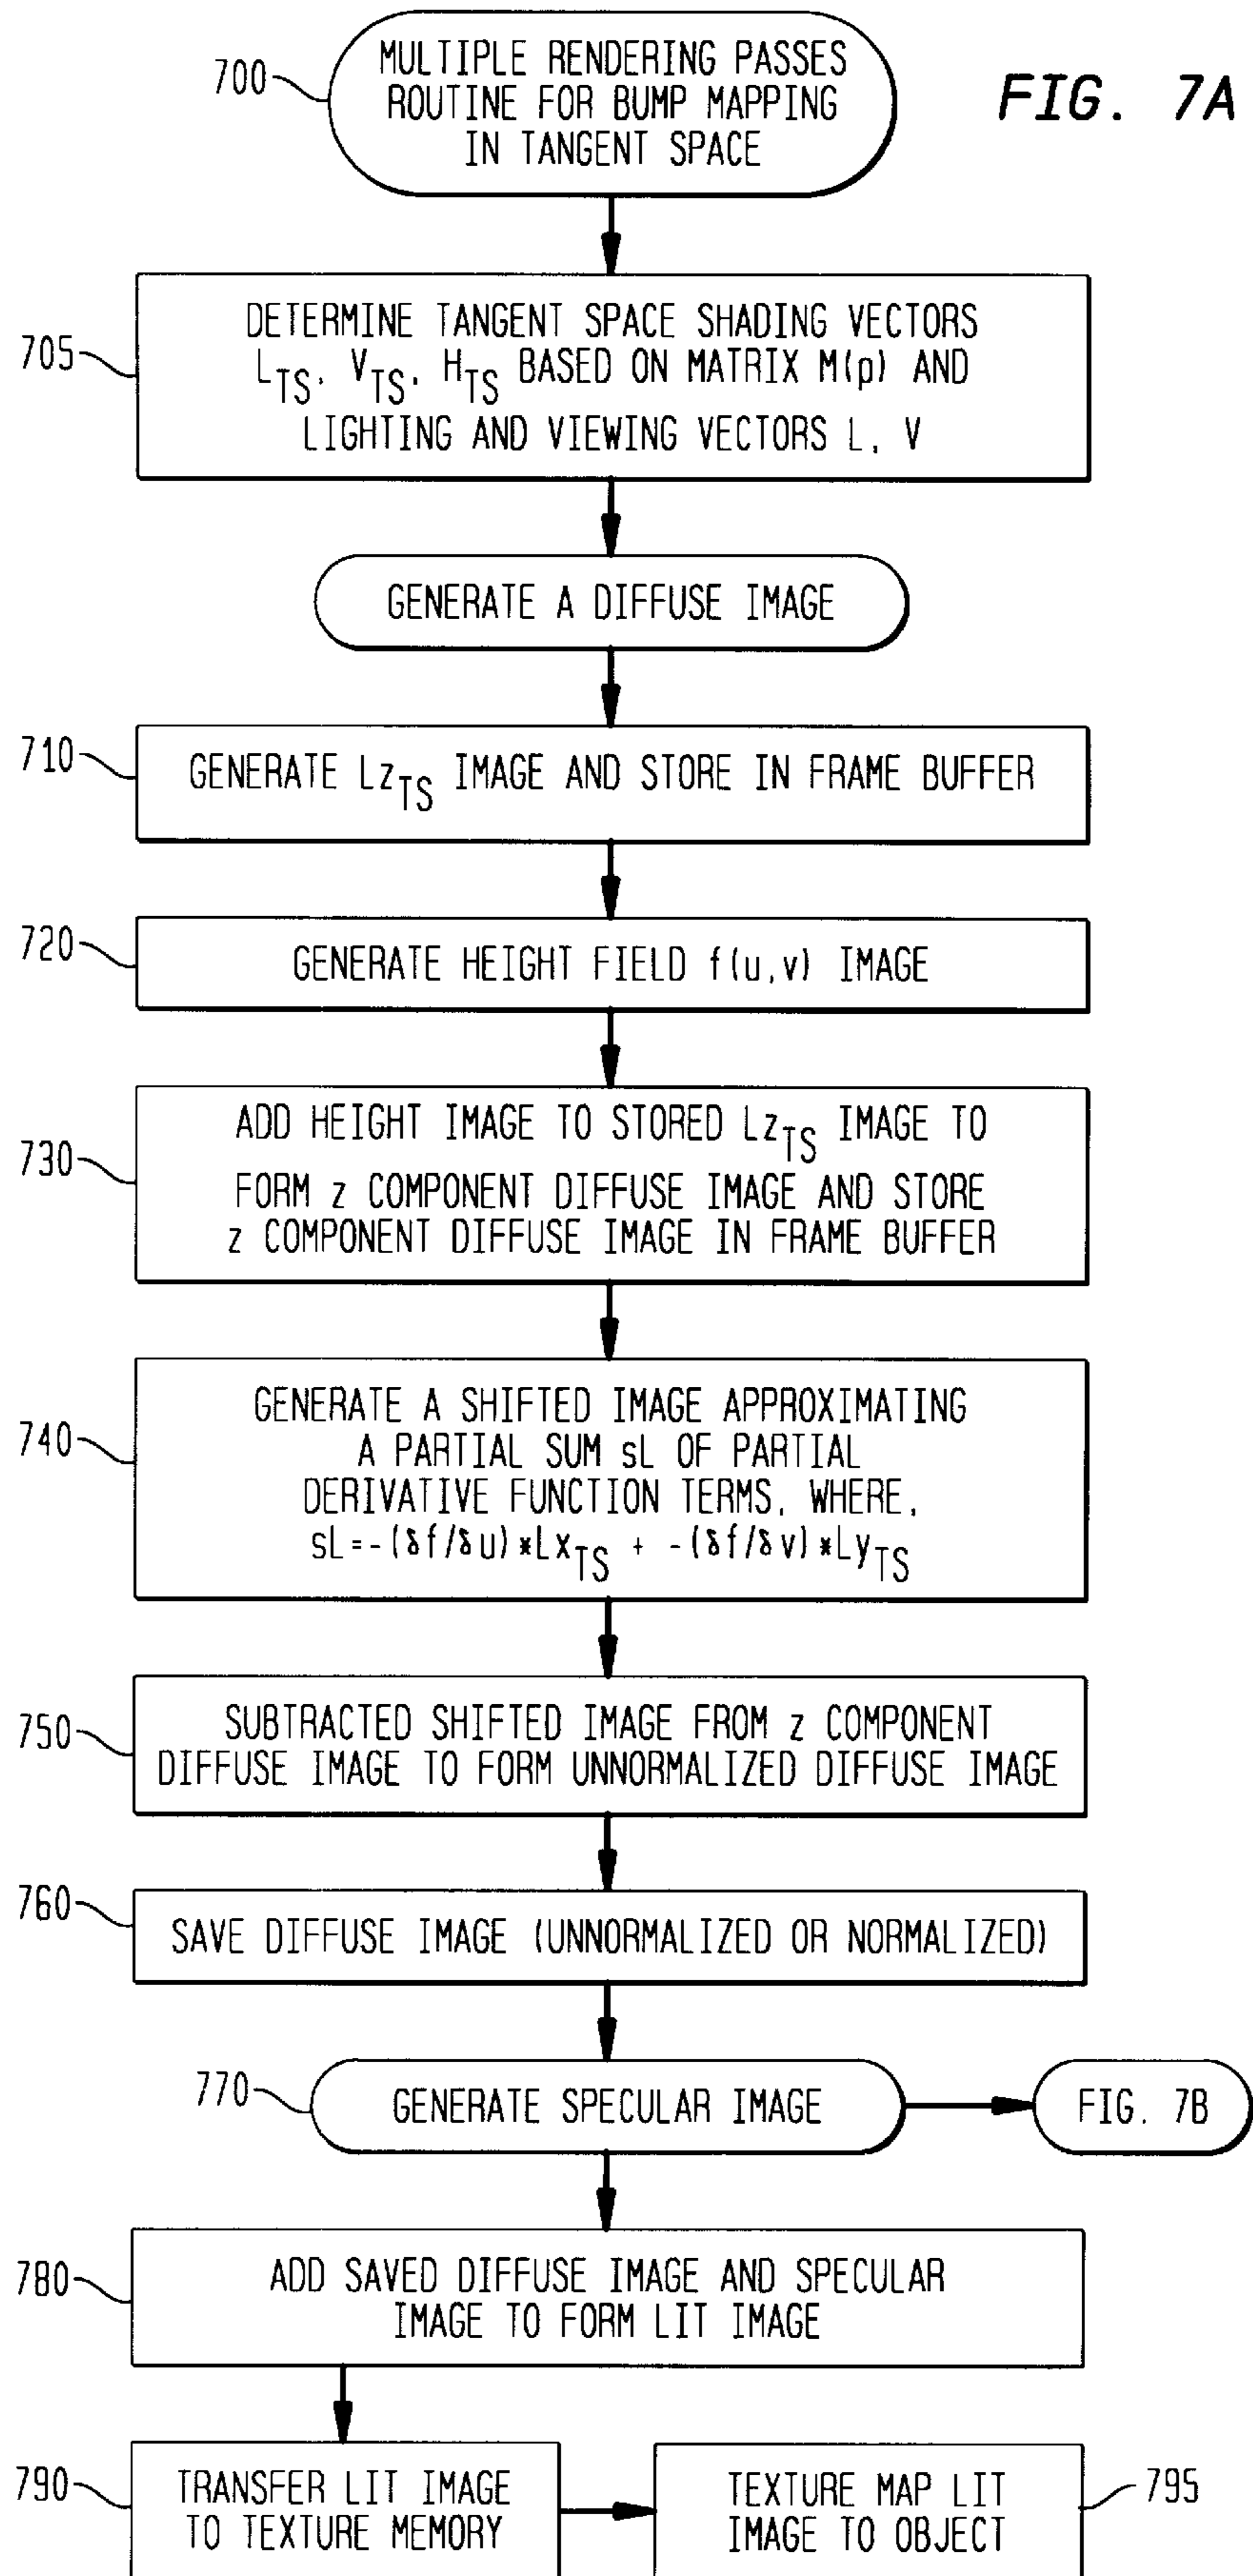 FIG. 7A
700
MULTIPLE RENDERING PASSES
ROUTINE FOR BUMP MAPPING
IN TANGENT SPACE
705
DETERMINE TANGENT SPACE SHADING VECTORS
LTS, VTS, HTS BASED ON MATRIX M(p) AND
LIGHTING AND VIEWING VECTORS L, V
GENERATE A DIFFUSE IMAGE
710
GENERATE LzTS IMAGE AND STORE IN FRAME BUFFER
720
GENERATE HEIGHT FIELD f(u,v) IMAGE
730
ADD HEIGHT IMAGE TO STORED LzTS IMAGE TO
FORM z COMPONENT DIFFUSE IMAGE AND STORE
z COMPONENT DIFFUSE IMAGE IN FRAME BUFFER
740
GENERATE A SHIFTED IMAGE APPROXIMATING
A PARTIAL SUM sL OF PARTIAL
DERIVATIVE FUNCTION TERMS, WHERE,
sL=-(δf/δu)*LxTS + -(δf/δv)*LyTS
750
SUBTRACTED SHIFTED IMAGE FROM z COMPONENT
DIFFUSE IMAGE TO FORM UNNORMALIZED DIFFUSE IMAGE
760
SAVE DIFFUSE IMAGE (UNNORMALIZED OR NORMALIZED)
770
GENERATE SPECULAR IMAGE
FIG. 7B
780
ADD SAVED DIFFUSE IMAGE AND SPECULAR
IMAGE TO FORM LIT IMAGE
790
TRANSFER LIT IMAGE
TO TEXTURE MEMORY
TEXTURE MAP LIT
IMAGE TO OBJECT
795